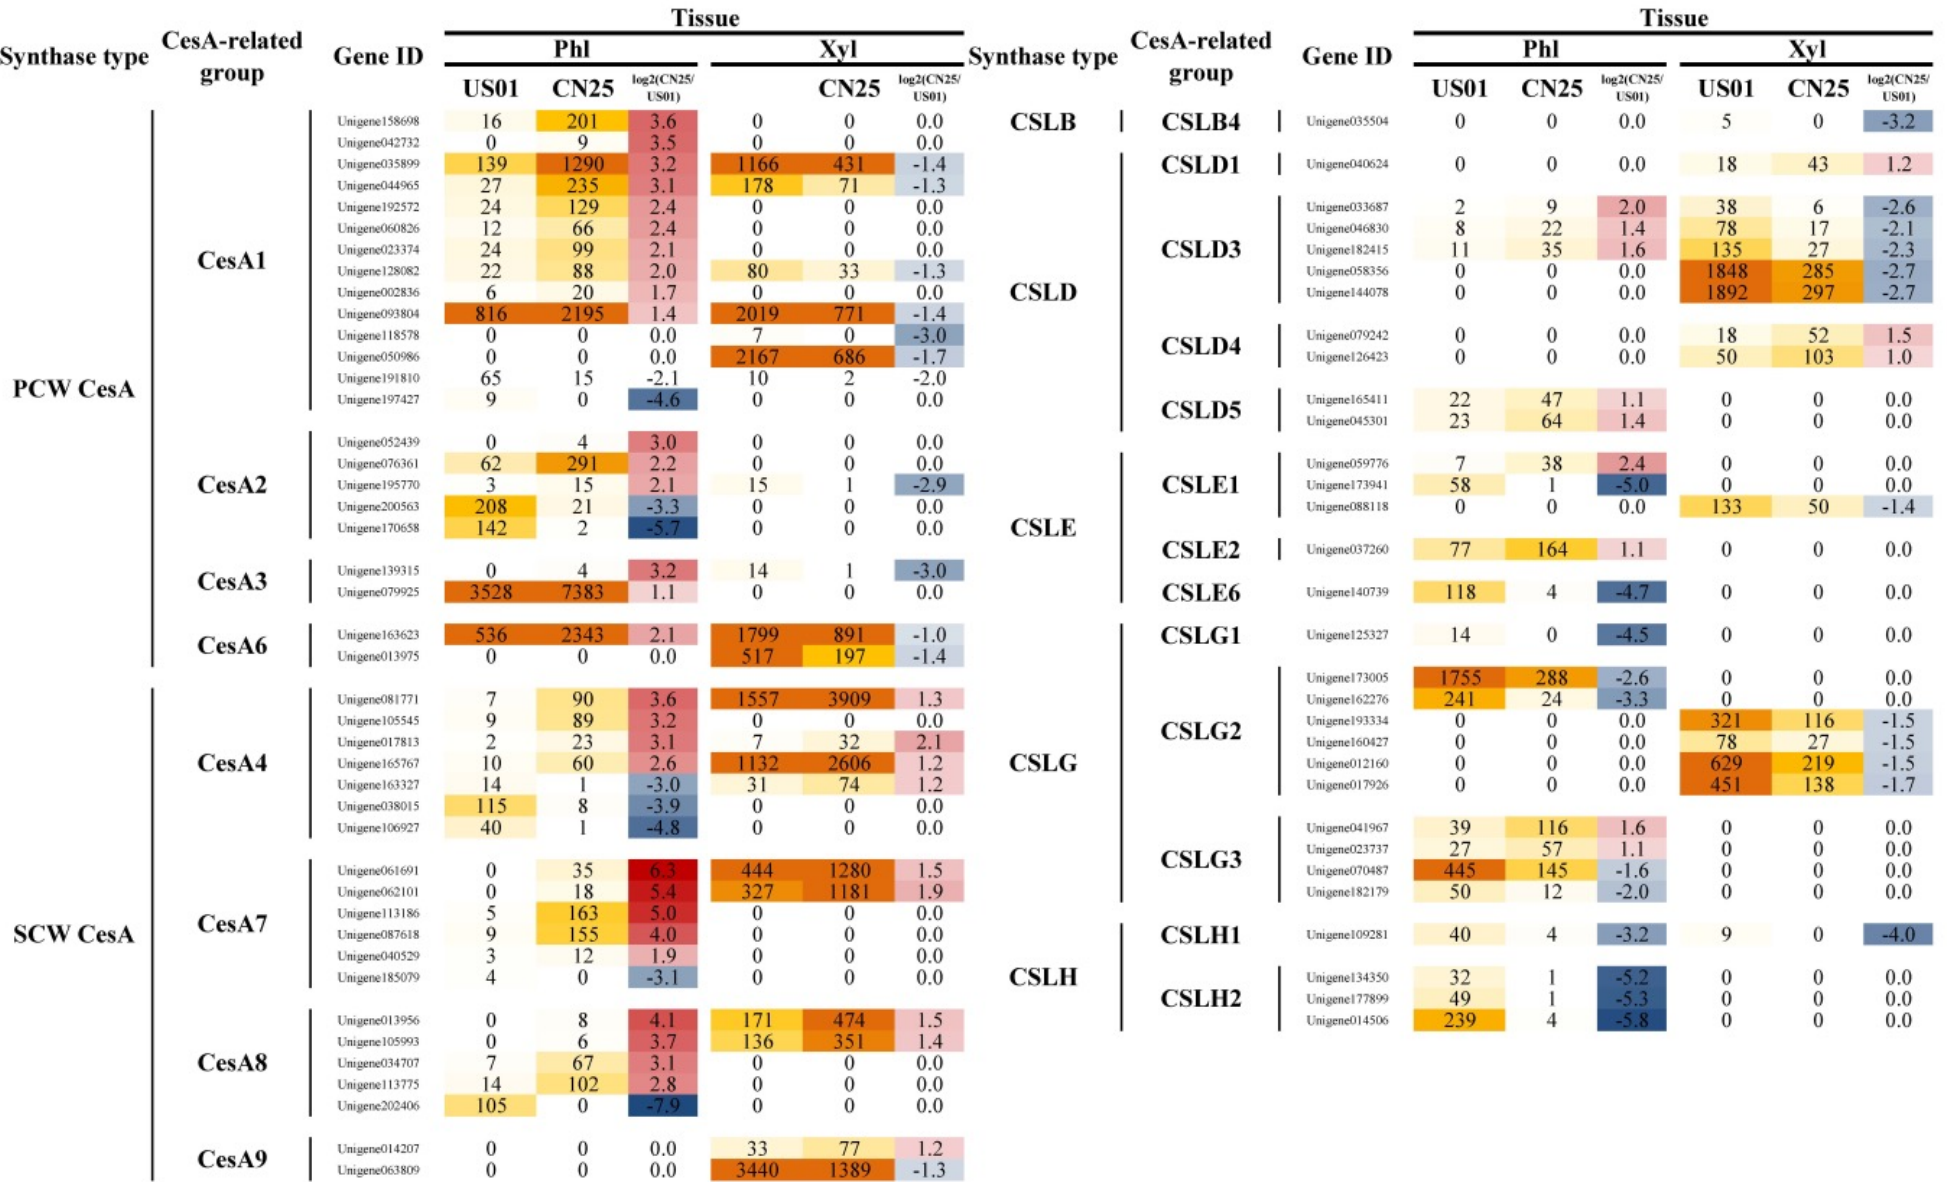 Tissue
Synthase type CesA-related group Gene ID Phl Xyl
US01 CN25 log2(CN25/US01) CN25 log2(CN25/US01)
PCW CesA
CesA1
Unigene158698 16 201 3.6 0 0 0.0
Unigene042732 0 9 3.5 0 0 0.0
Unigene035899 139 1290 3.2 1166 431 -1.4
Unigene044965 27 235 3.1 178 71 -1.3
Unigene192572 24 129 2.4 0 0 0.0
Unigene060826 12 66 2.4 0 0 0.0
Unigene023374 24 99 2.1 0 0 0.0
Unigene128082 22 88 2.0 80 33 -1.3
Unigene002836 6 20 1.7 0 0 0.0
Unigene093804 816 2195 1.4 2019 771 -1.4
Unigene118578 0 0 0.0 7 0 -3.0
Unigene050986 0 0 0.0 2167 686 -1.7
Unigene191810 65 15 -2.1 10 2 -2.0
Unigene197427 9 0 -4.6 0 0 0.0
CesA2
Unigene052439 0 4 3.0 0 0 0.0
Unigene076361 62 291 2.2 0 0 0.0
Unigene195770 3 15 2.1 15 1 -2.9
Unigene200563 208 21 -3.3 0 0 0.0
Unigene170658 142 2 -5.7 0 0 0.0
CesA3
Unigene139315 0 4 3.2 14 1 -3.0
Unigene079925 3528 7383 1.1 0 0 0.0
CesA6
Unigene163623 536 2343 2.1 1799 891 -1.0
Unigene013975 0 0 0.0 517 197 -1.4
SCW CesA
CesA4
Unigene081771 7 90 3.6 1557 3909 1.3
Unigene105545 9 89 3.2 0 0 0.0
Unigene017813 2 23 3.1 7 32 2.1
Unigene165767 10 60 2.6 1132 2606 1.2
Unigene163327 14 1 -3.0 31 74 1.2
Unigene038015 115 8 -3.9 0 0 0.0
Unigene106927 40 1 -4.8 0 0 0.0
CesA7
Unigene061691 0 35 6.3 444 1280 1.5
Unigene062101 0 18 5.4 327 1181 1.9
Unigene113186 5 163 5.0 0 0 0.0
Unigene087618 9 155 4.0 0 0 0.0
Unigene040529 3 12 1.9 0 0 0.0
Unigene185079 4 0 -3.1 0 0 0.0
CesA8
Unigene013956 0 8 4.1 171 474 1.5
Unigene105993 0 6 3.7 136 351 1.4
Unigene034707 7 67 3.1 0 0 0.0
Unigene113775 14 102 2.8 0 0 0.0
Unigene202406 105 0 -7.9 0 0 0.0
CesA9
Unigene014207 0 0 0.0 33 77 1.2
Unigene063809 0 0 0.0 3440 1389 -1.3
Tissue
Synthase type CesA-related group Gene ID Phl Xyl
US01 CN25 log2(CN25/US01) US01 CN25 log2(CN25/US01)
CSLB
CSLB4
Unigene035504 0 0 0.0 5 0 -3.2
CSLD
CSLD1
Unigene040624 0 0 0.0 18 43 1.2
CSLD3
Unigene033687 2 9 2.0 38 6 -2.6
Unigene046830 8 22 1.4 78 17 -2.1
Unigene182415 11 35 1.6 135 27 -2.3
Unigene058356 0 0 0.0 1848 285 -2.7
Unigene144078 0 0 0.0 1892 297 -2.7
CSLD4
Unigene079242 0 0 0.0 18 52 1.5
Unigene126423 0 0 0.0 50 103 1.0
CSLD5
Unigene165411 22 47 1.1 0 0 0.0
Unigene045301 23 64 1.4 0 0 0.0
CSLE
CSLE1
Unigene059776 7 38 2.4 0 0 0.0
Unigene173941 58 1 -5.0 0 0 0.0
Unigene088118 0 0 0.0 133 50 -1.4
CSLE2
Unigene037260 77 164 1.1 0 0 0.0
CSLE6
Unigene140739 118 4 -4.7 0 0 0.0
CSLG
CSLG1
Unigene125327 14 0 -4.5 0 0 0.0
CSLG2
Unigene173005 1755 288 -2.6 0 0 0.0
Unigene162276 241 24 -3.3 0 0 0.0
Unigene193334 0 0 0.0 321 116 -1.5
Unigene160427 0 0 0.0 78 27 -1.5
Unigene012160 0 0 0.0 629 219 -1.5
Unigene017926 0 0 0.0 451 138 -1.7
CSLG3
Unigene041967 39 116 1.6 0 0 0.0
Unigene023737 27 57 1.1 0 0 0.0
Unigene070487 445 145 -1.6 0 0 0.0
Unigene182179 50 12 -2.0 0 0 0.0
CSLH
CSLH1
Unigene109281 40 4 -3.2 9 0 -4.0
CSLH2
Unigene134350 32 1 -5.2 0 0 0.0
Unigene177899 49 1 -5.3 0 0 0.0
Unigene014506 239 4 -5.8 0 0 0.0